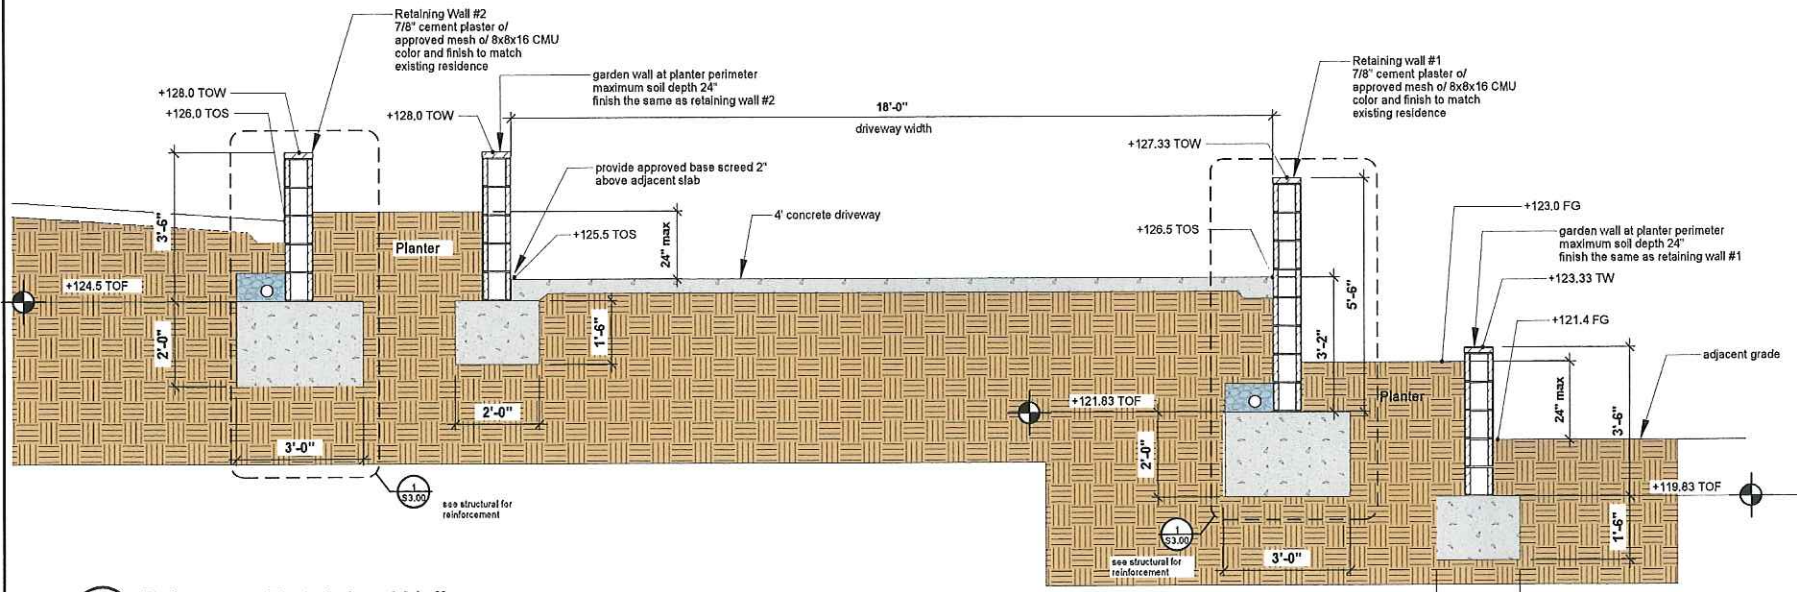 Retaining Wall #2
7/8" cement plaster o/
approved mesh o/ 8x8x16 CMU
color and finish to match
existing residence
+128.0 TOW
+126.0 TOS
garden wall at planter perimeter
maximum soil depth 24"
finish the same as retaining wall #2
+128.0 TOW
18'-0"
driveway width
Retaining wall #1
7/8" cement plaster o/
approved mesh o/ 8x8x16 CMU
color and finish to match
existing residence
+127.33 TOW
provide approved base screed 2"
above adjacent slab
4' concrete driveway
+125.5 TOS
+126.5 TOS
+123.0 FG
garden wall at planter perimeter
maximum soil depth 24"
finish the same as retaining wall #1
+123.33 TW
+121.4 FG
adjacent grade
3'-6"
Planter
24" max
+124.5 TOF
2'-0"
1'-6"
2'-0"
3'-0"
1
S3.00
see structural for
reinforcement
5'-6"
3'-2"
+121.83 TOF
Planter
24" max
3'-6"
2'-0"
+119.83 TOF
1'-6"
1
S3.00
see structural for
reinforcement
3'-0"